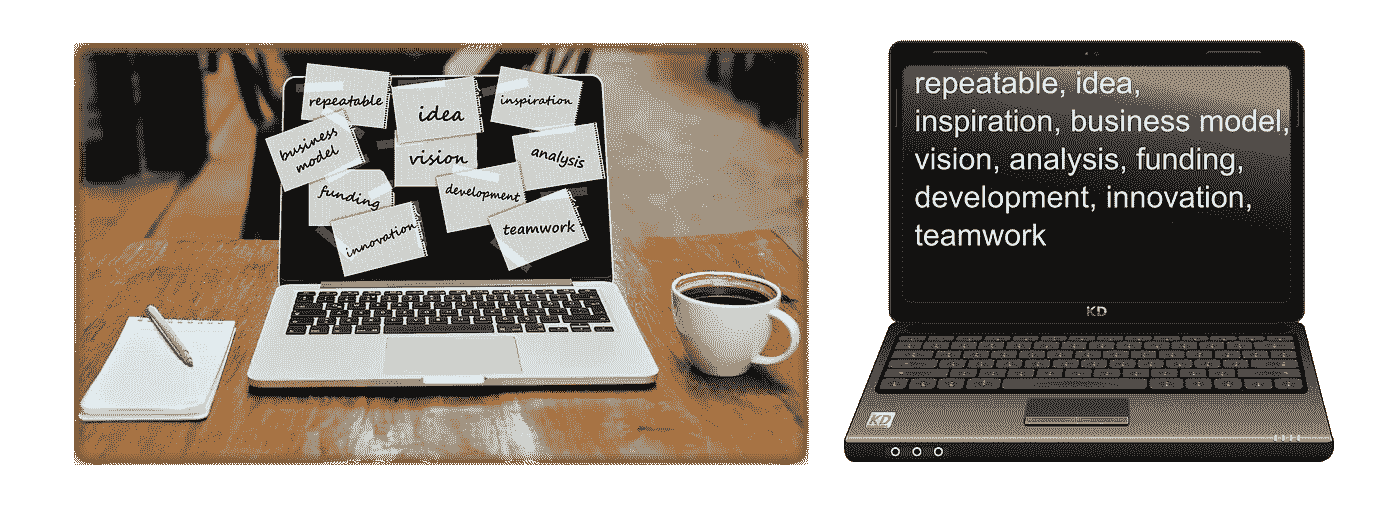 repeatable
idea
inspiration
business
model
vision
analysis
funding
development
innovation
teamwork
repeatable, idea,
inspiration, business model,
vision, analysis, funding,
development, innovation,
teamwork
KD
KD